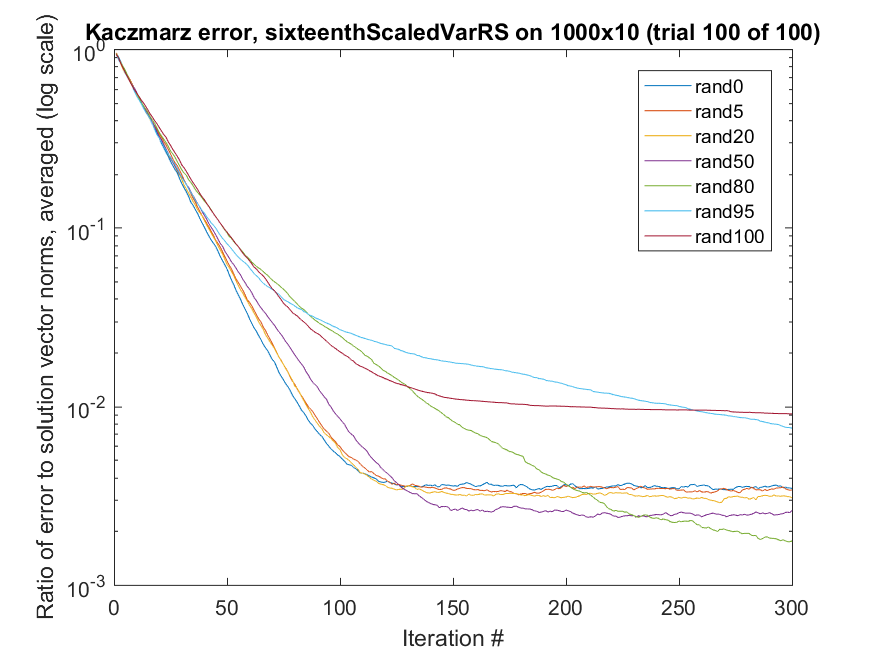 Kaczmarz error, sixteenthScaledVarRS on 1000x10 (trial 100 of 100)
Ratio of error to solution vector norms, averaged (log scale)
10^0
10^-1
10^-2
10^-3
rand0
rand5
rand20
rand50
rand80
rand95
rand100
0 50 100 150 200 250 300
Iteration #